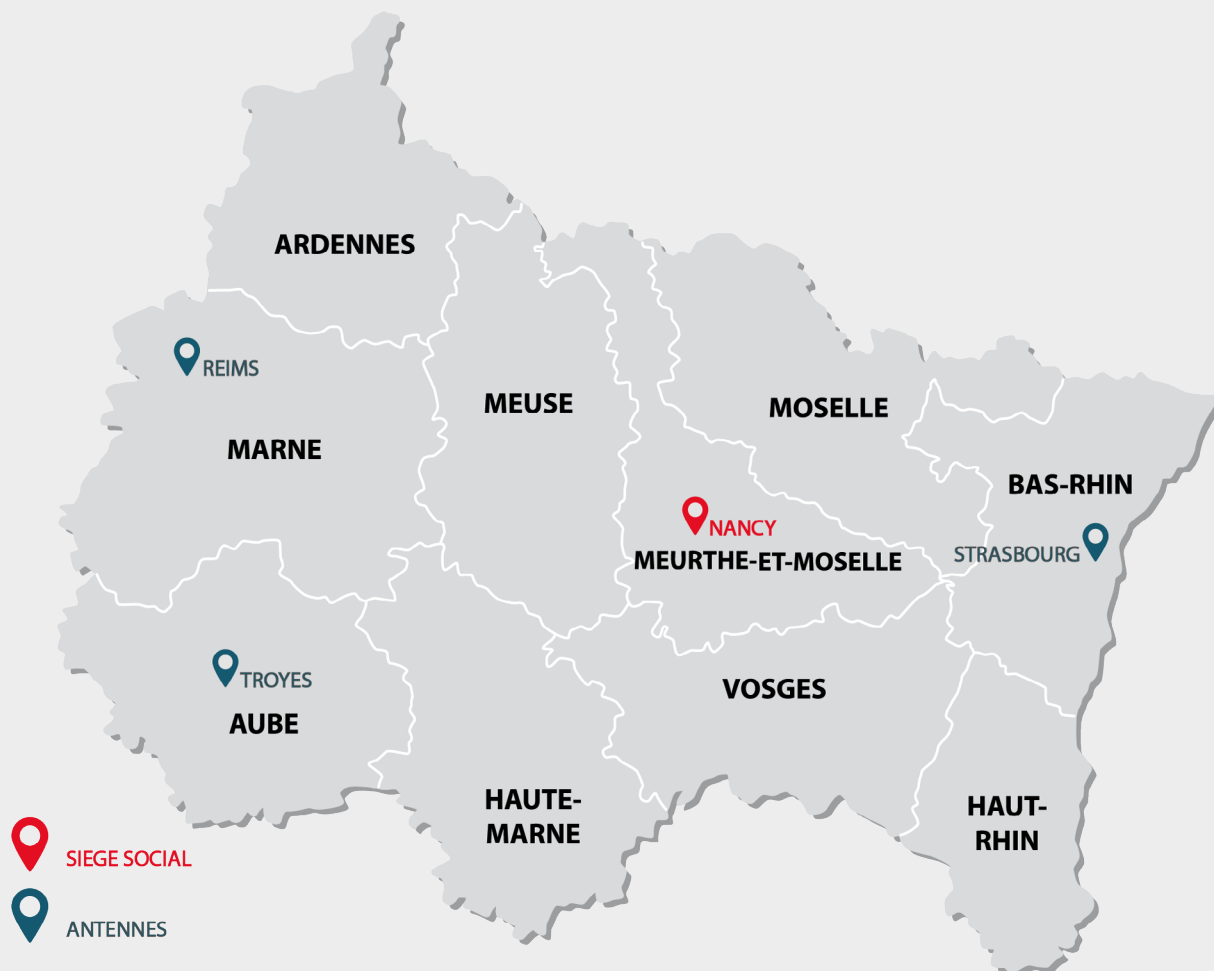 ARDENNES
REIMS
MEUSE
MOSELLE
MARNE
BAS-RHIN
NANCY
STRASBOURG
MEURTHE-ET-MOSELLE
TROYES
VOSGES
AUBE
HAUTE-
MARNE
HAUT-
RHIN
SIEGE SOCIAL
ANTENNES